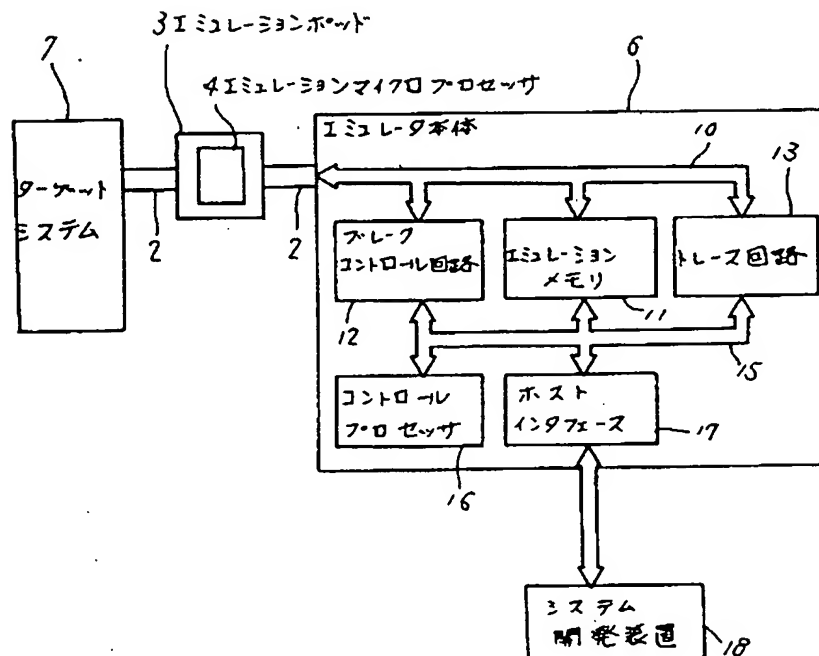 3エミュレーションポッド
7
4エミュレーションマイクロプロセッサ
6
エミュレータ本体
10
13
ターゲット
システム
2
2
ブレーク
コントロール回路
エミュレーション
メモリ
トレース回路
12
11
15
コントロール
プロセッサ
ホスト
インタフェース
17
16
システム
開発装置
18